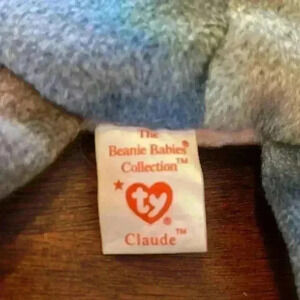 The
Beanie Babies®
Collection™
ty®
Claude™